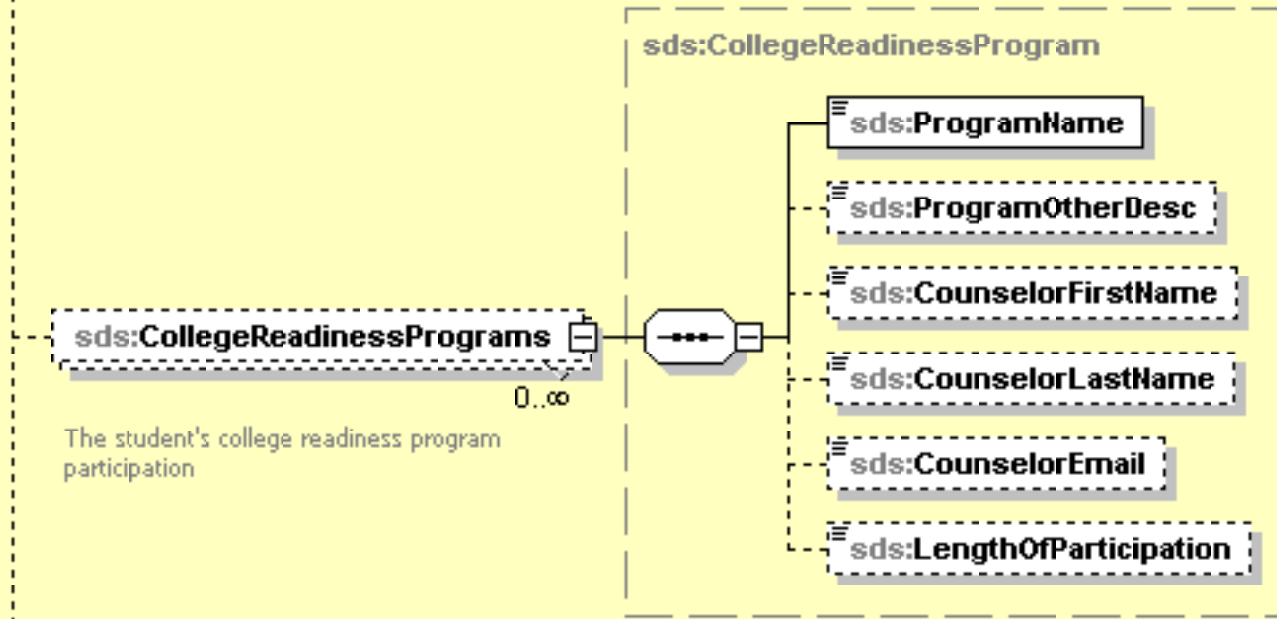 sds:CollegeReadinessProgram
sds:ProgramName
sds:ProgramOtherDesc
sds:CounselorFirstName
sds:CollegeReadinessPrograms
0..∞
The student's college readiness program
participation
sds:CounselorLastName
sds:CounselorEmail
sds:LengthOfParticipation